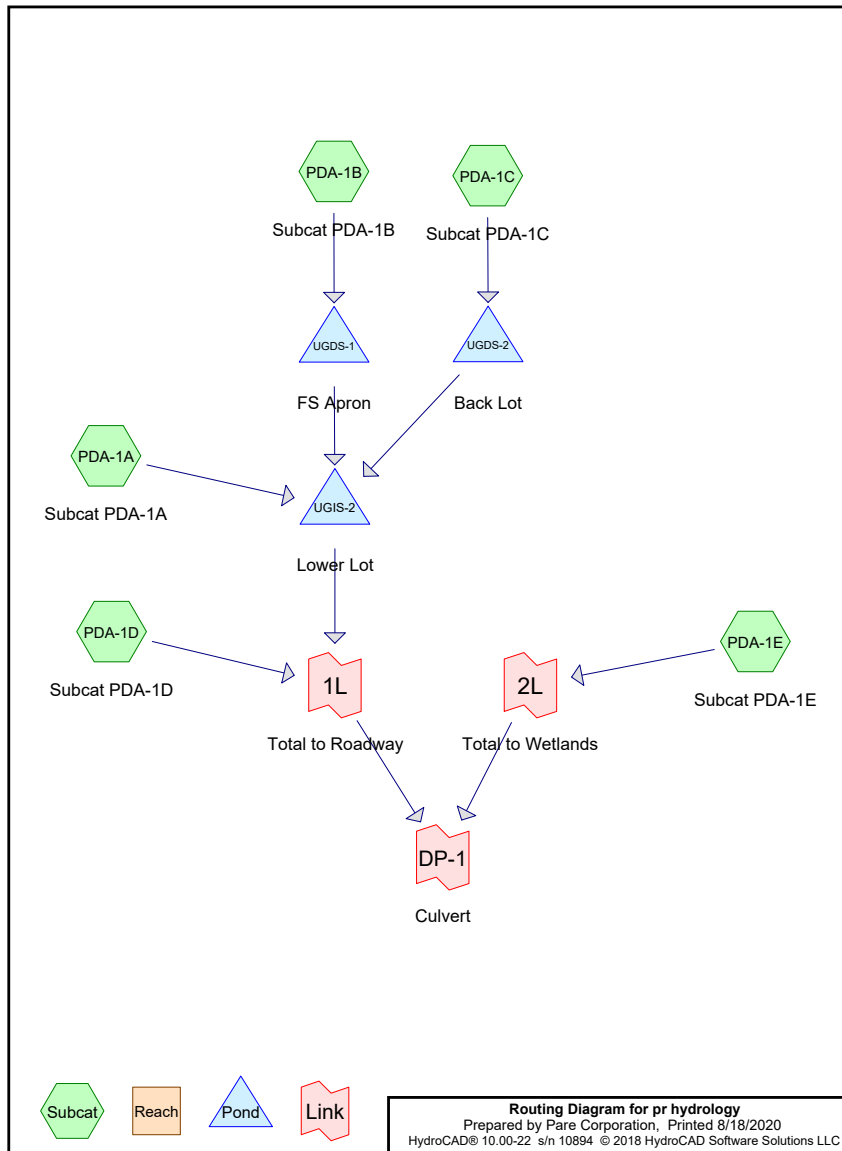 PDA-1B
PDA-1C
Subcat PDA-1B
Subcat PDA-1C
UGDS-1
UGDS-2
FS Apron
Back Lot
PDA-1A
Subcat PDA-1A
UGIS-2
Lower Lot
PDA-1D
Subcat PDA-1D
PDA-1E
Subcat PDA-1E
1L
2L
Total to Roadway
Total to Wetlands
DP-1
Culvert
Subcat
Reach
Pond
Link
Routing Diagram for pr hydrology
Prepared by Pare Corporation, Printed 8/18/2020
HydroCAD® 10.00-22 s/n 10894 © 2018 HydroCAD Software Solutions LLC